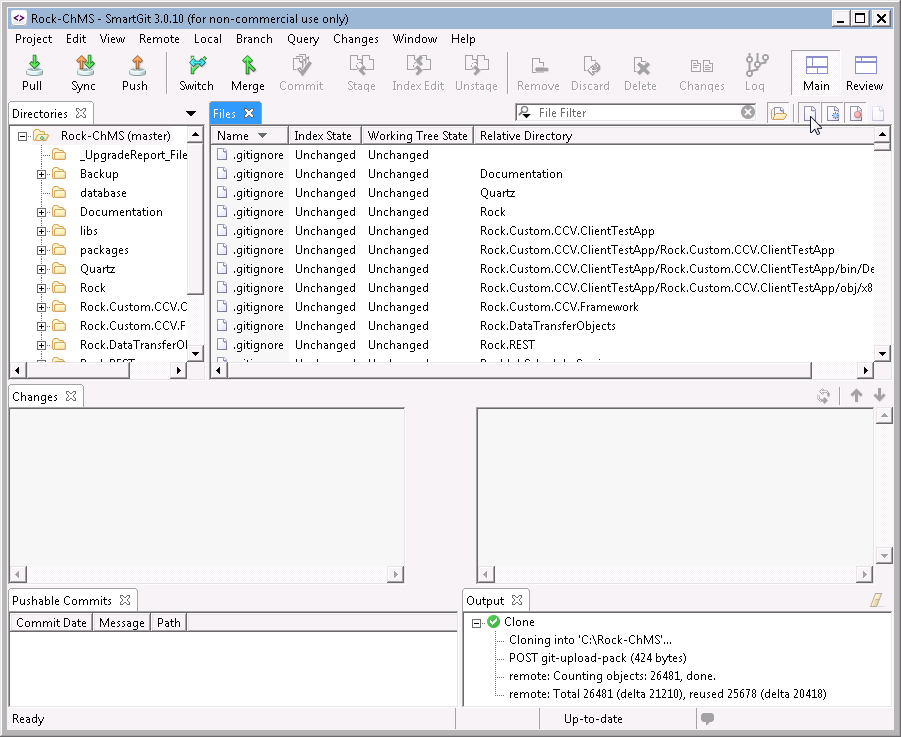 Rock-ChMS - SmartGit 3.0.10 (for non-commercial use only)
Project Edit View Remote Local Branch Query Changes Window Help
Pull Sync Push Switch Merge Commit Stage Index Edit Unstage Remove Discard Delete Changes Log Main Review
Directories Files File Filter
Rock-ChMS (master) Name Index State Working Tree State Relative Directory
_UpgradeReport_File .gitignore Unchanged Unchanged
Backup .gitignore Unchanged Unchanged Documentation
database .gitignore Unchanged Unchanged Quartz
Documentation .gitignore Unchanged Unchanged Rock
libs .gitignore Unchanged Unchanged Rock.Custom.CCV.ClientTestApp
packages .gitignore Unchanged Unchanged Rock.Custom.CCV.ClientTestApp/Rock.Custom.CCV.ClientTestApp
Quartz .gitignore Unchanged Unchanged Rock.Custom.CCV.ClientTestApp/Rock.Custom.CCV.ClientTestApp/bin/De
Rock .gitignore Unchanged Unchanged Rock.Custom.CCV.ClientTestApp/Rock.Custom.CCV.ClientTestApp/obj/x8
Rock.Custom.CCV.C .gitignore Unchanged Unchanged Rock.Custom.CCV.Framework
Rock.Custom.CCV.F .gitignore Unchanged Unchanged Rock.DataTransferObjects
Rock.DataTransferOl .gitignore Unchanged Unchanged Rock.REST
Changes
Pushable Commits Output
Commit Date Message Path Clone
Cloning into 'C:\Rock-ChMS'...
POST git-upload-pack (424 bytes)
remote: Counting objects: 26481, done.
remote: Total 26481 (delta 21210), reused 25678 (delta 20418)
Ready Up-to-date